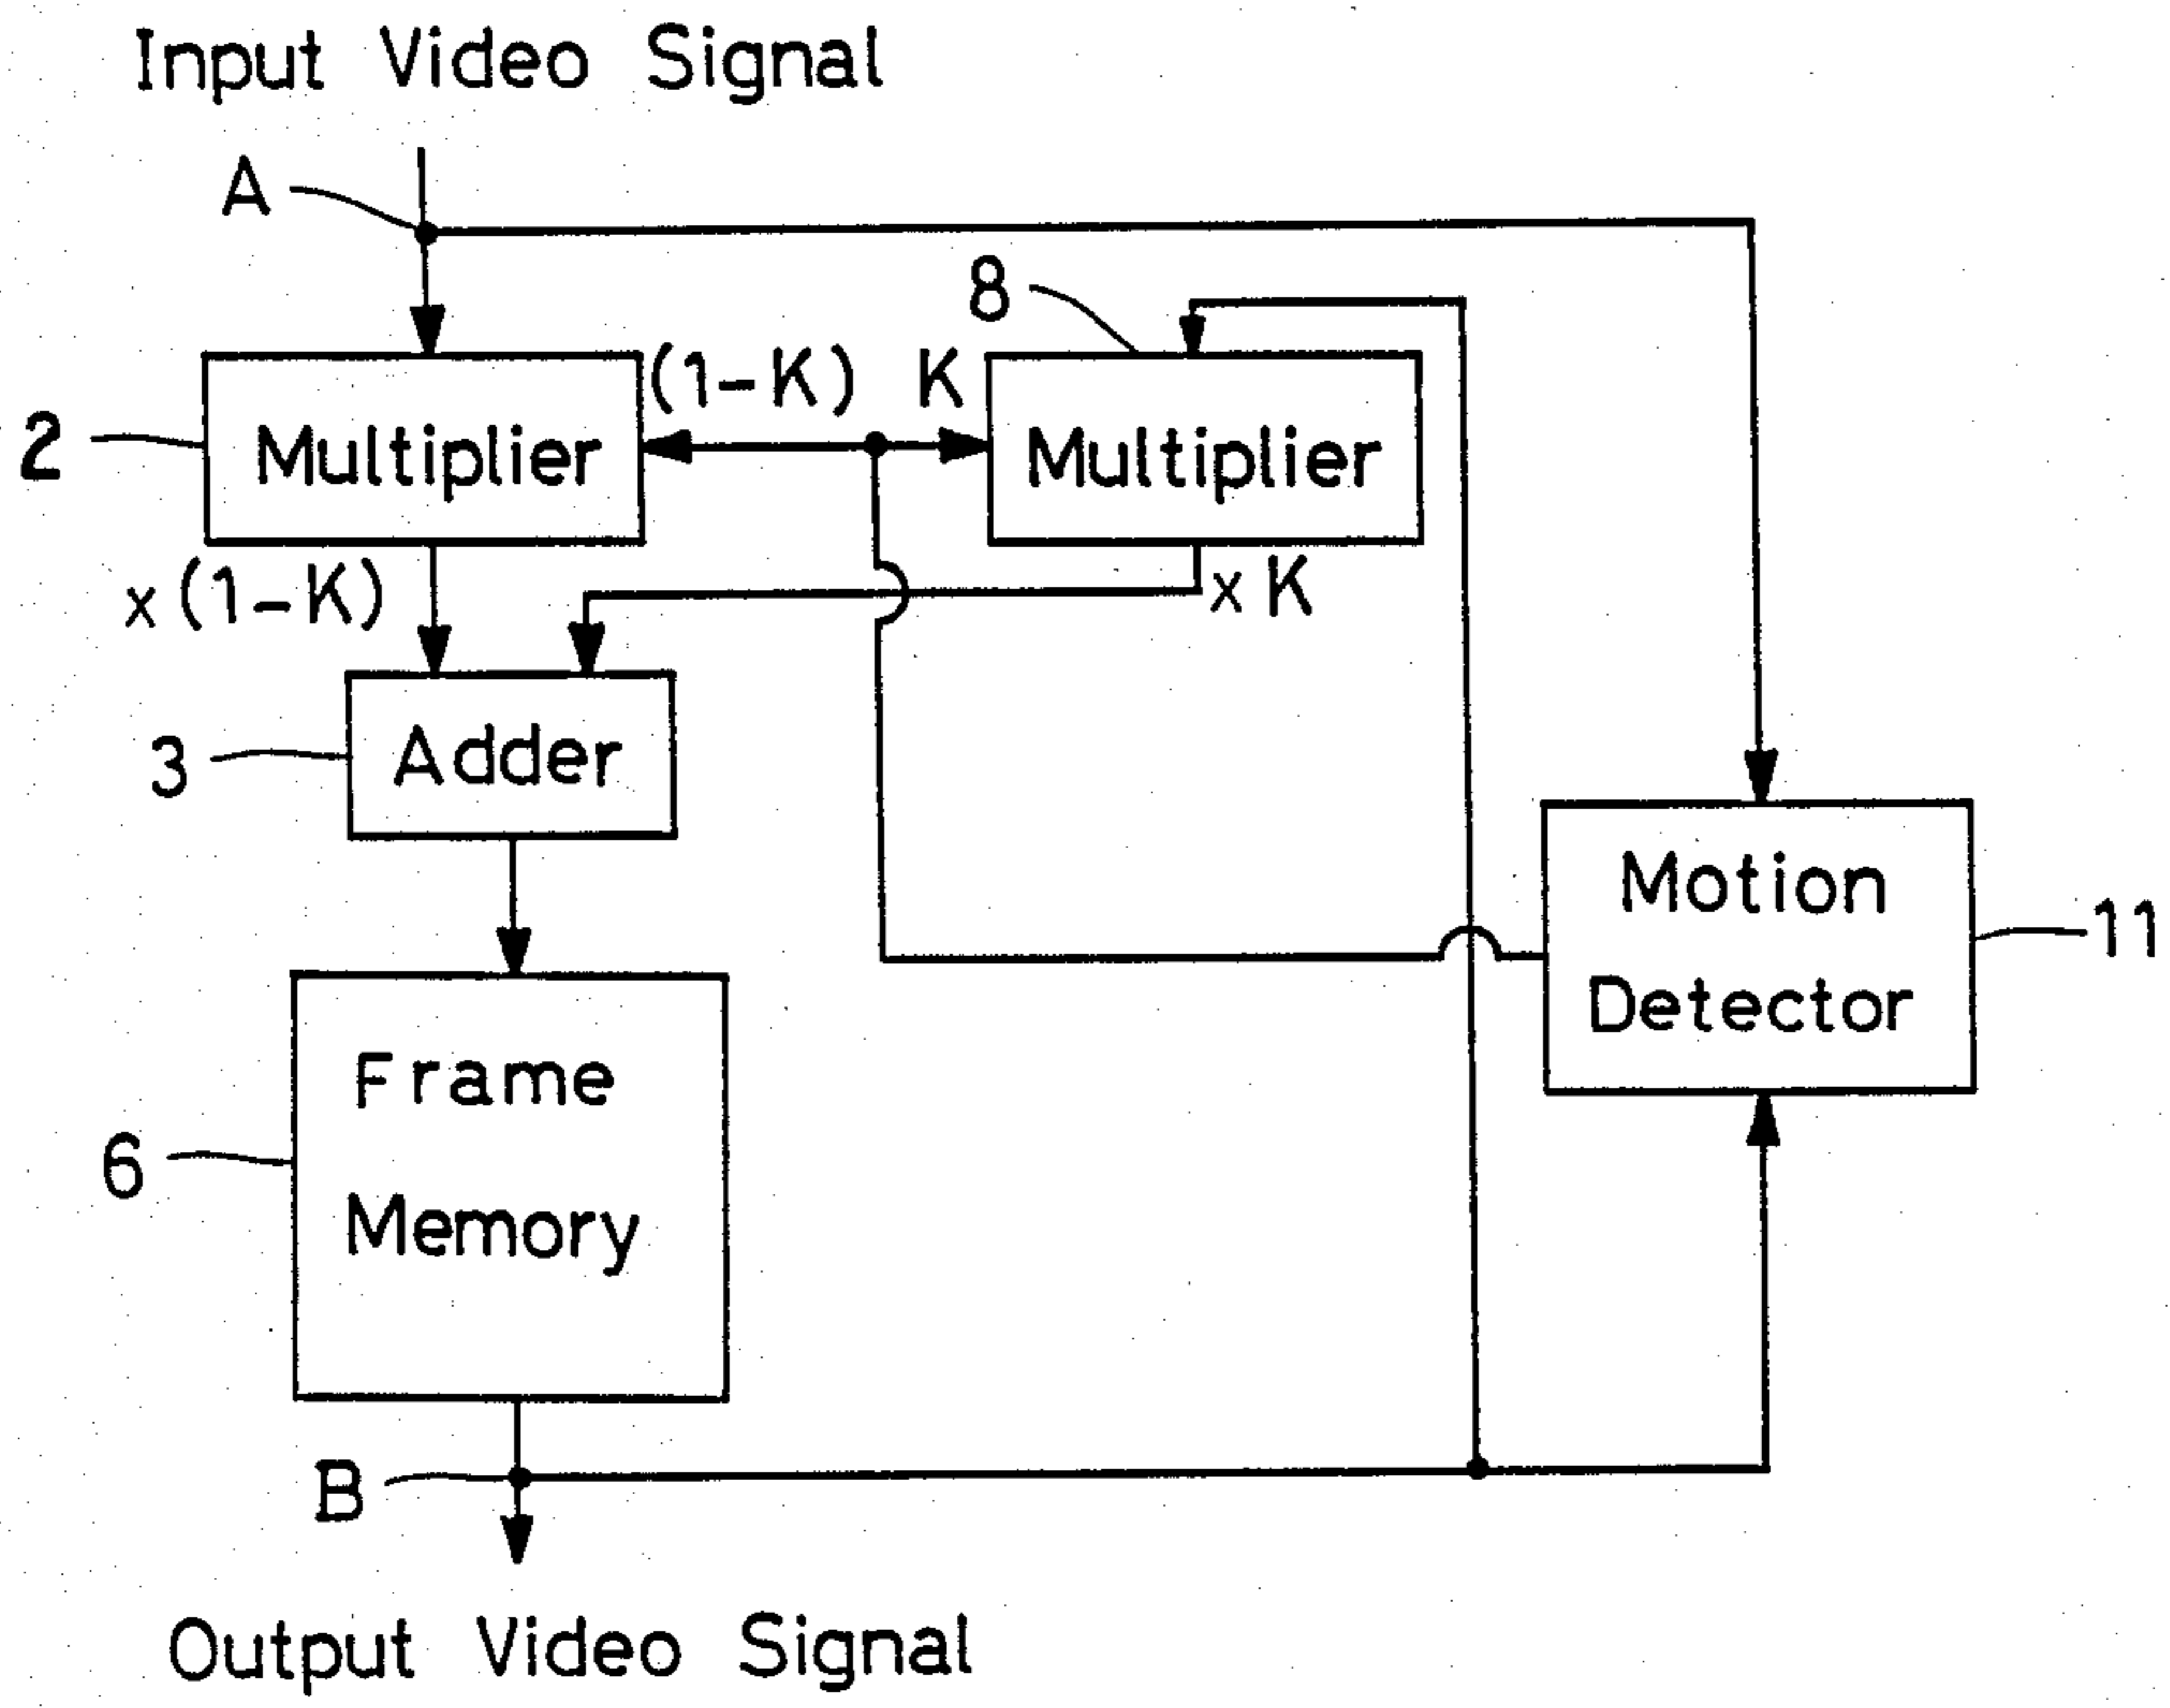 Input Video Signal
A
8
(1-K) K
2
Multiplier
Multiplier
x(1-K)
xK
3
Adder
Motion
Detector
11
Frame
Memory
6
B
Output Video Signal